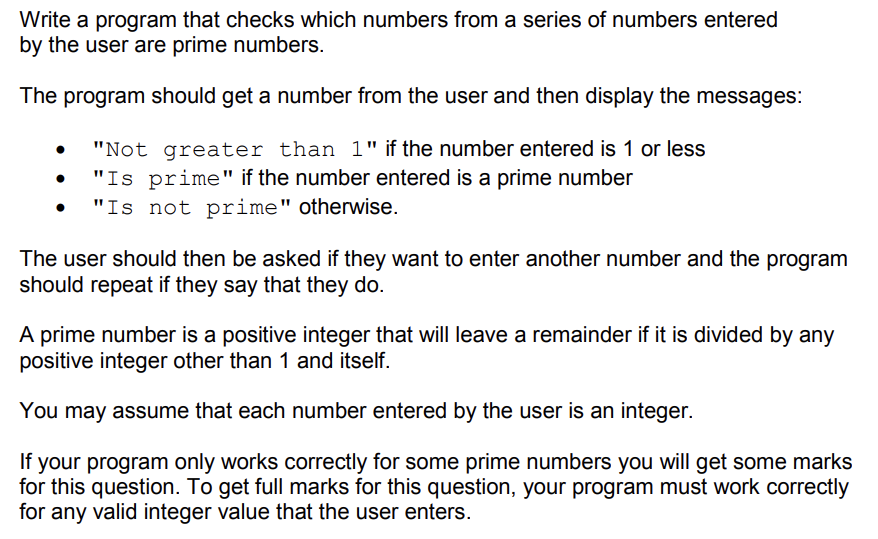 Write a program that checks which numbers from a series of numbers entered
by the user are prime numbers.
The program should get a number from the user and then display the messages:
• "Not greater than 1" if the number entered is 1 or less
• "Is prime" if the number entered is a prime number
• "Is not prime" otherwise.
The user should then be asked if they want to enter another number and the program
should repeat if they say that they do.
A prime number is a positive integer that will leave a remainder if it is divided by any
positive integer other than 1 and itself.
You may assume that each number entered by the user is an integer.
If your program only works correctly for some prime numbers you will get some marks
for this question. To get full marks for this question, your program must work correctly
for any valid integer value that the user enters.